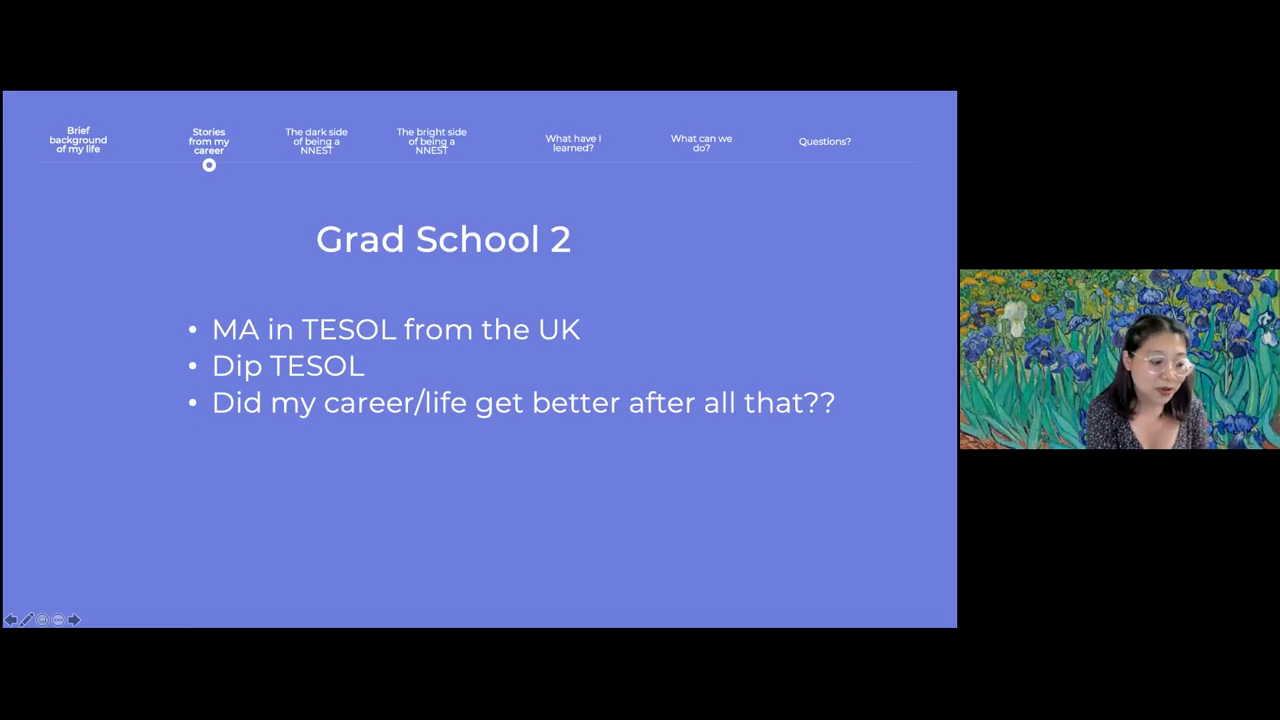 Brief
background
of my life
Stories
from my
career
The dark side
of being a
NNEST
The bright side
of being a
NNEST
What have I
learned?
What can we
do?
Questions?
Grad School 2
• MA in TESOL from the UK
• Dip TESOL
• Did my career/life get better after all that??